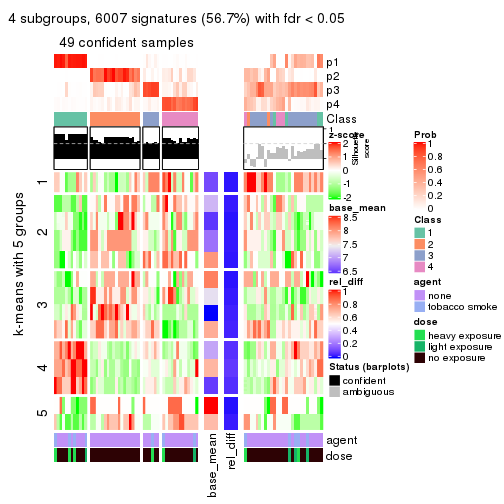 4 subgroups, 6007 signatures (56.7%) with fdr < 0.05
49 confident samples
p1
p2
p3
p4
Class
1
Silhouette
score
k-means with 5 groups
1
2
3
4
5
base_mean
rel_diff
agent
dose
z-score
2
1
0
-1
-2
base_mean
8.5
7.5
6.5
rel_diff
1
0.8
0.6
0.4
0.2
0
Status (barplots)
confident
ambiguous
Prob
1
0.8
0.6
0.4
0.2
0
Class
1
2
3
4
agent
none
tobacco smoke
dose
heavy exposure
light exposure
no exposure